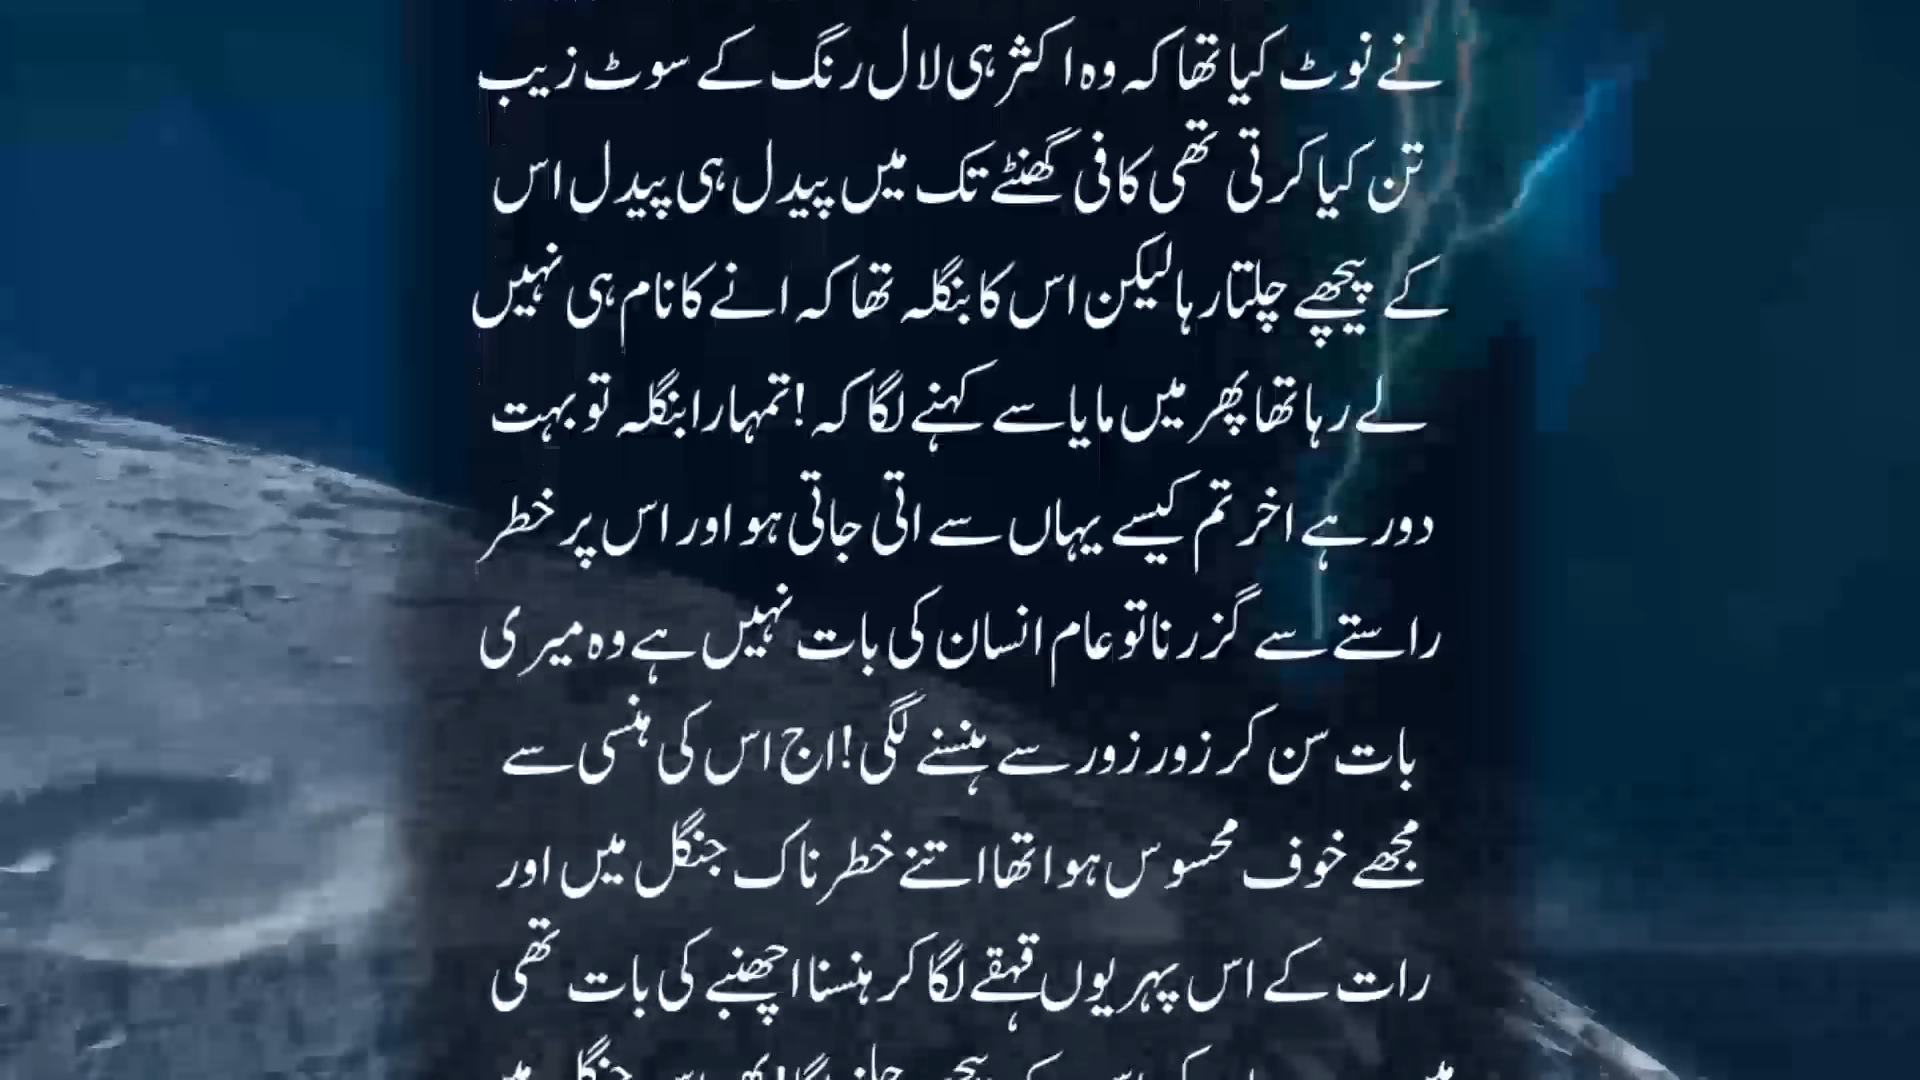 نے نوٹ کیا تھا کہ وہ اکثر ہی لال رنگ کے سوٹ زیب
تن کیا کرتی تھی کافی گھنٹے تک میں پیدل ہی پیدل اس
کے پیچھے چلتا رہا لیکن اس کا بنگلہ تھا کہ انے کا نام ہی نہیں
لے رہا تھا پھر میں مایا سے کہنے لگا کہ !تمہارا بنگلہ تو بہت
دور ہے اخر تم کیسے یہاں سے اتی جاتی ہو اور اس پر خطر
راستے سے گزرنا تو عام انسان کی بات نہیں ہے وہ میری
بات سن کر زور زور سے ہنسنے لگی !اج اس کی ہنسی سے
مجھے خوف محسوس ہوا تھا اتنے خطرناک جنگل میں اور
رات کے اس پہر یوں قہقہے لگا کر ہنسنا اچھنبے کی بات تھی